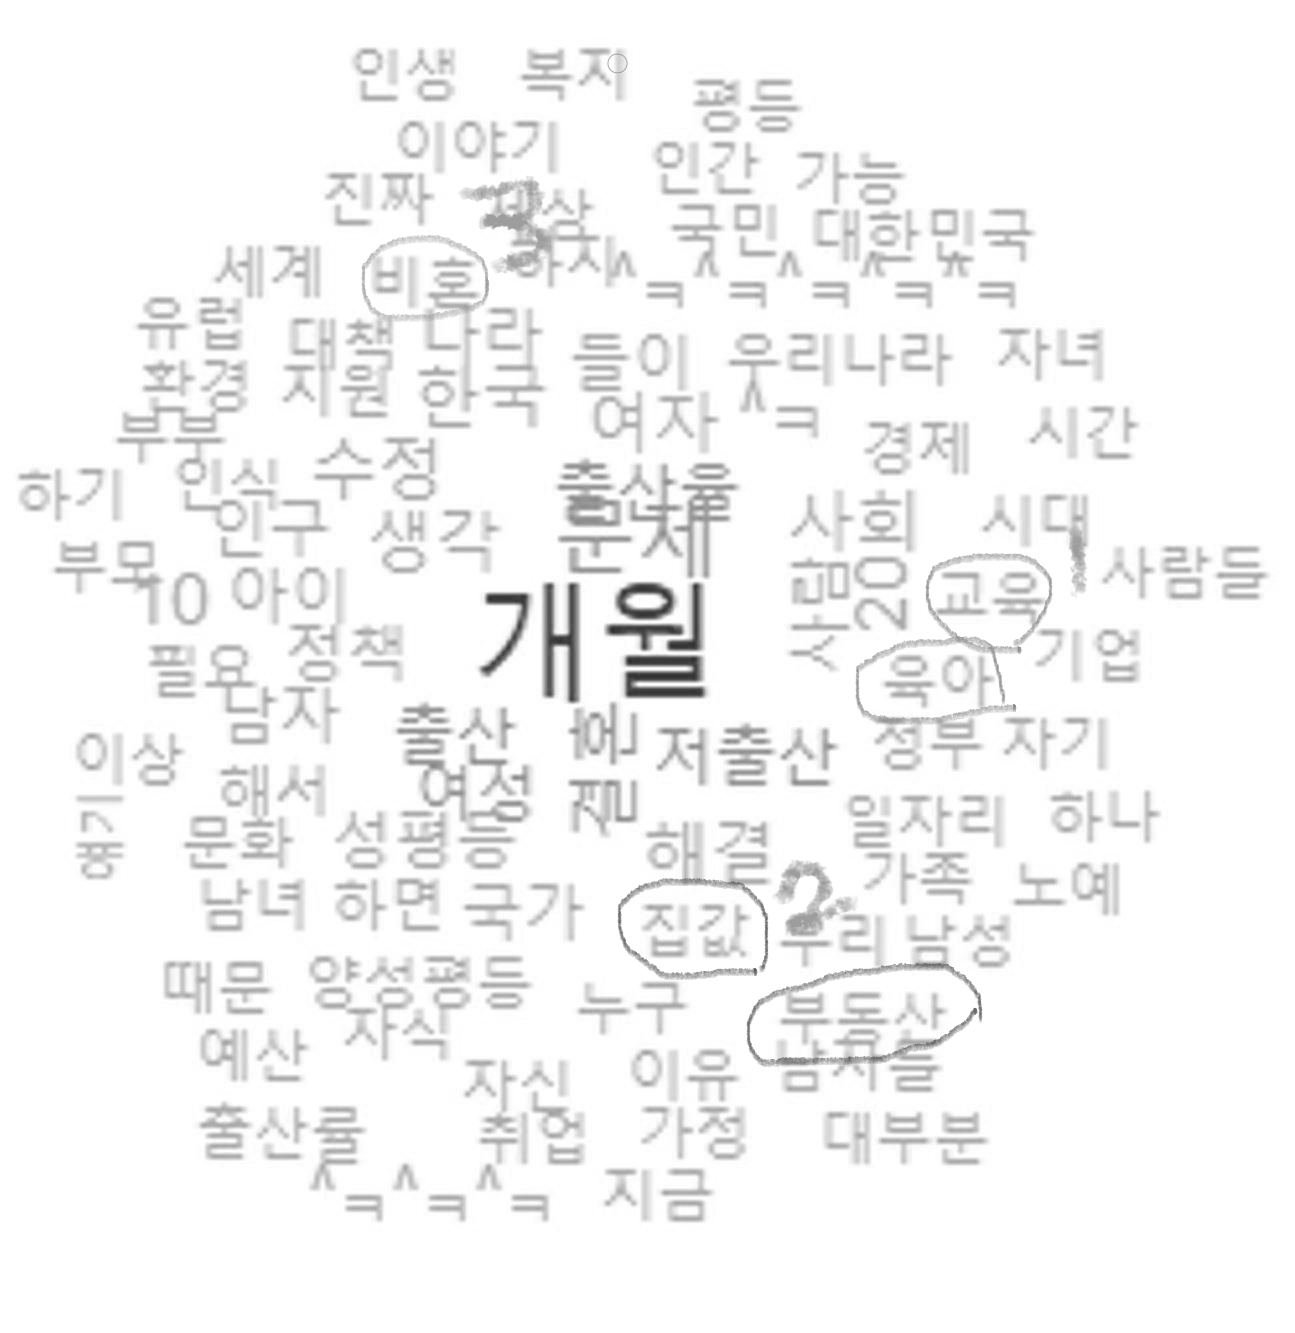 인생 복지
평등
이야기 인간 가능
진짜 3 세상 국민 대한민국
세계 비혼
^ ^ ^ ^ ^
ㅋ ㅋ ㅋ ㅋ ㅋ
유럽 대책 나라 들이 우리나라 자녀
환경 지원 한국 여자 ^ㅋ 경제 시간
부부 수정
하기 인식 출산율
인구 생각 문제 사회 시대
부모 10 아이 개월 20 교육 1 사람들
필요 정책 육아 기업
남자
이상 출산 저출산 정부 자기
해서 여성 일자리 하나
문화 성평등 해결 가족 노예
남녀 하면 국가 집값 2 우리 남성
때문 양성평등 누구 부동산
예산 자식 자신 이유 남자들
출산률 취업 가정 대부분
^ㅋ^ㅋ^ㅋ 지금